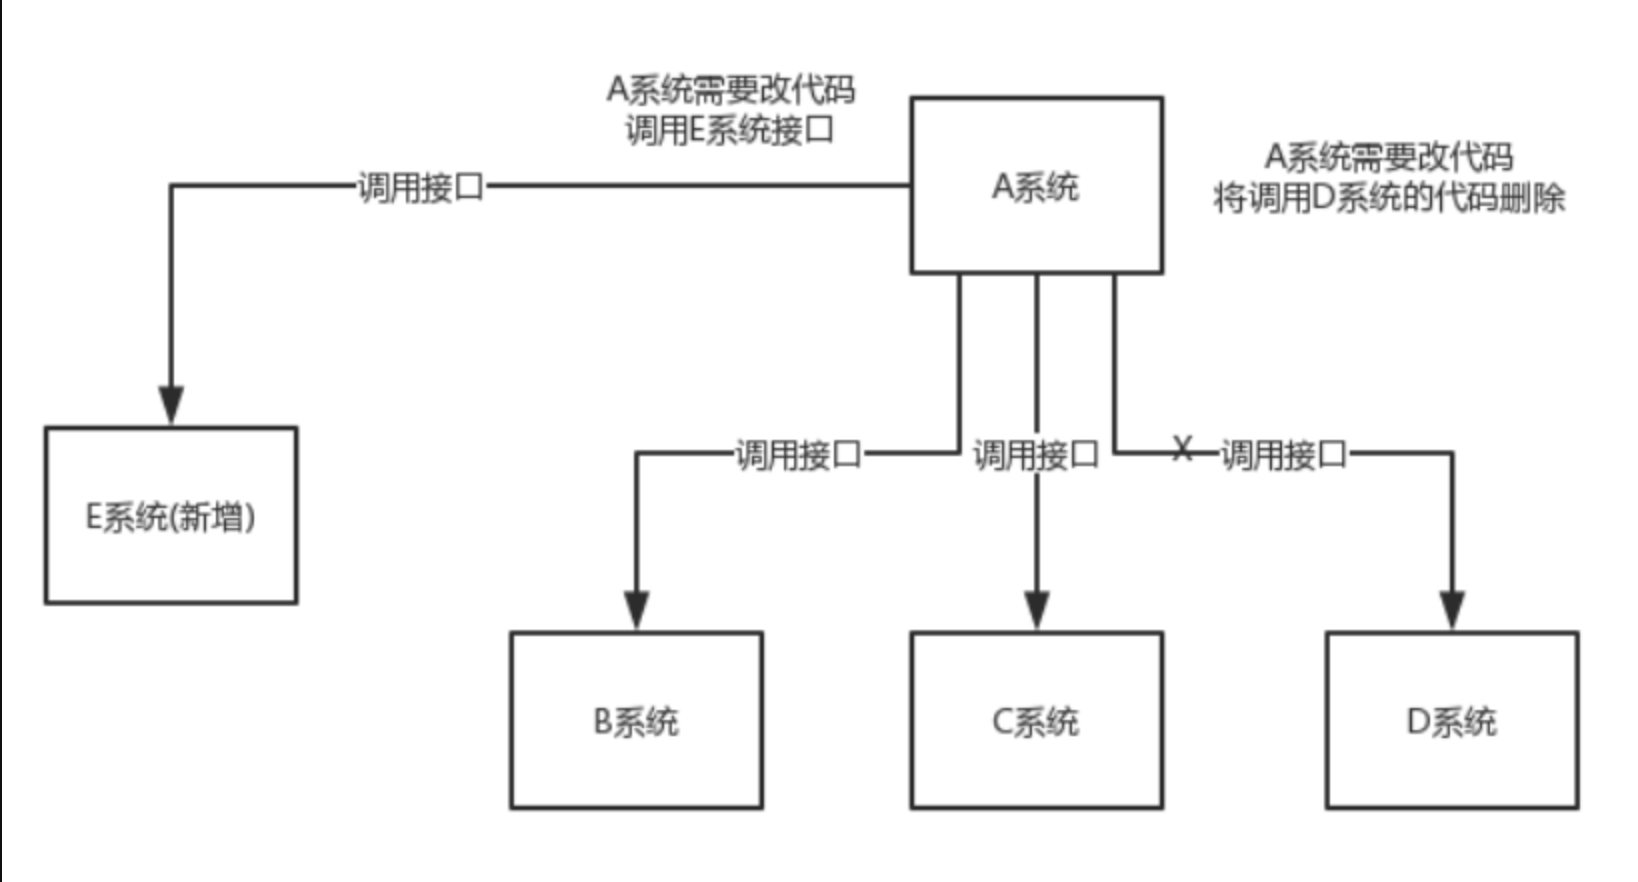 A系统需要改代码
调用E系统接口
A系统
A系统需要改代码
将调用D系统的代码删除
调用接口
调用接口
调用接口
X
调用接口
E系统(新增)
B系统
C系统
D系统